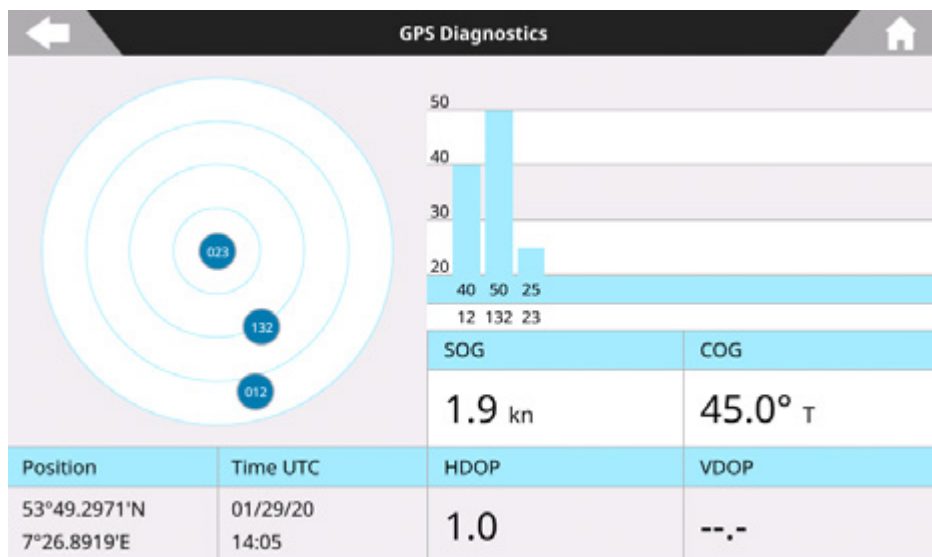 GPS Diagnostics
023
132
012
50
40
30
20
40 50 25
12 132 23
SOG
COG
1.9 kn
45.0° T
Position
Time UTC
HDOP
VDOP
53°49.2971'N
7°26.8919'E
01/29/20
14:05
1.0
--.-